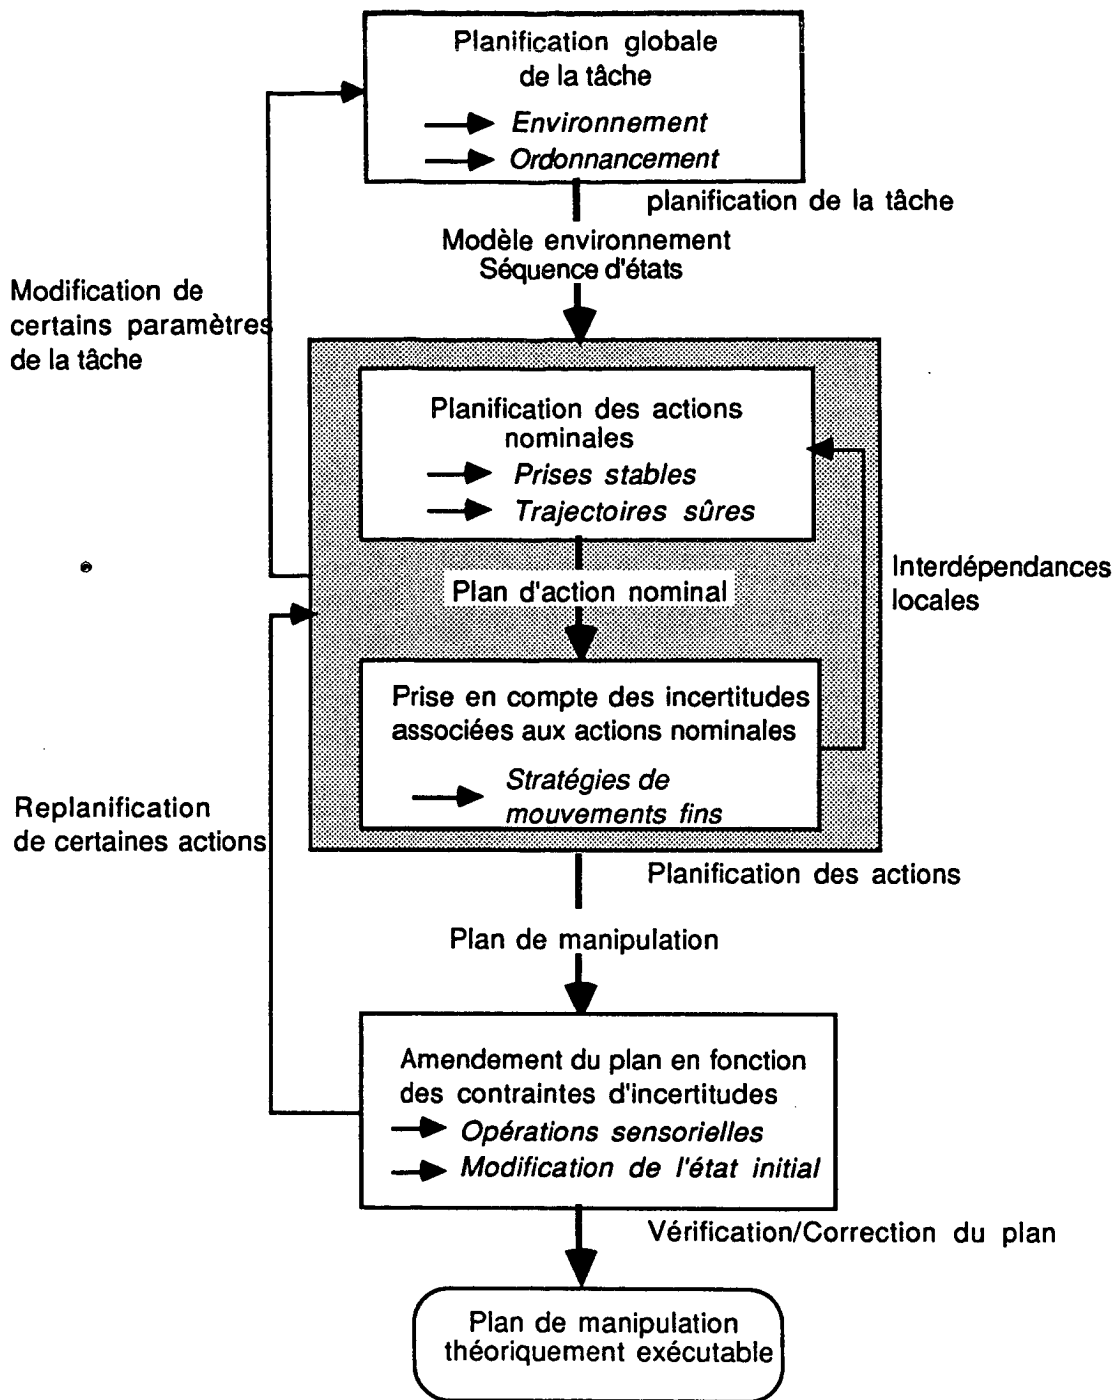 Planification globale
de la tâche
Environnement
Ordonnancement
planification de la tâche
Modèle environnement
Séquence d'états
Modification de
certains paramètres
de la tâche
Planification des actions
nominales
Prises stables
Trajectoires sûres
Interdépendances
locales
Plan d'action nominal
Prise en compte des incertitudes
associées aux actions nominales
Stratégies de
mouvements fins
Replanification
de certaines actions
Planification des actions
Plan de manipulation
Amendement du plan en fonction
des contraintes d'incertitudes
Opérations sensorielles
Modification de l'état initial
Vérification/Correction du plan
Plan de manipulation
théoriquement exécutable